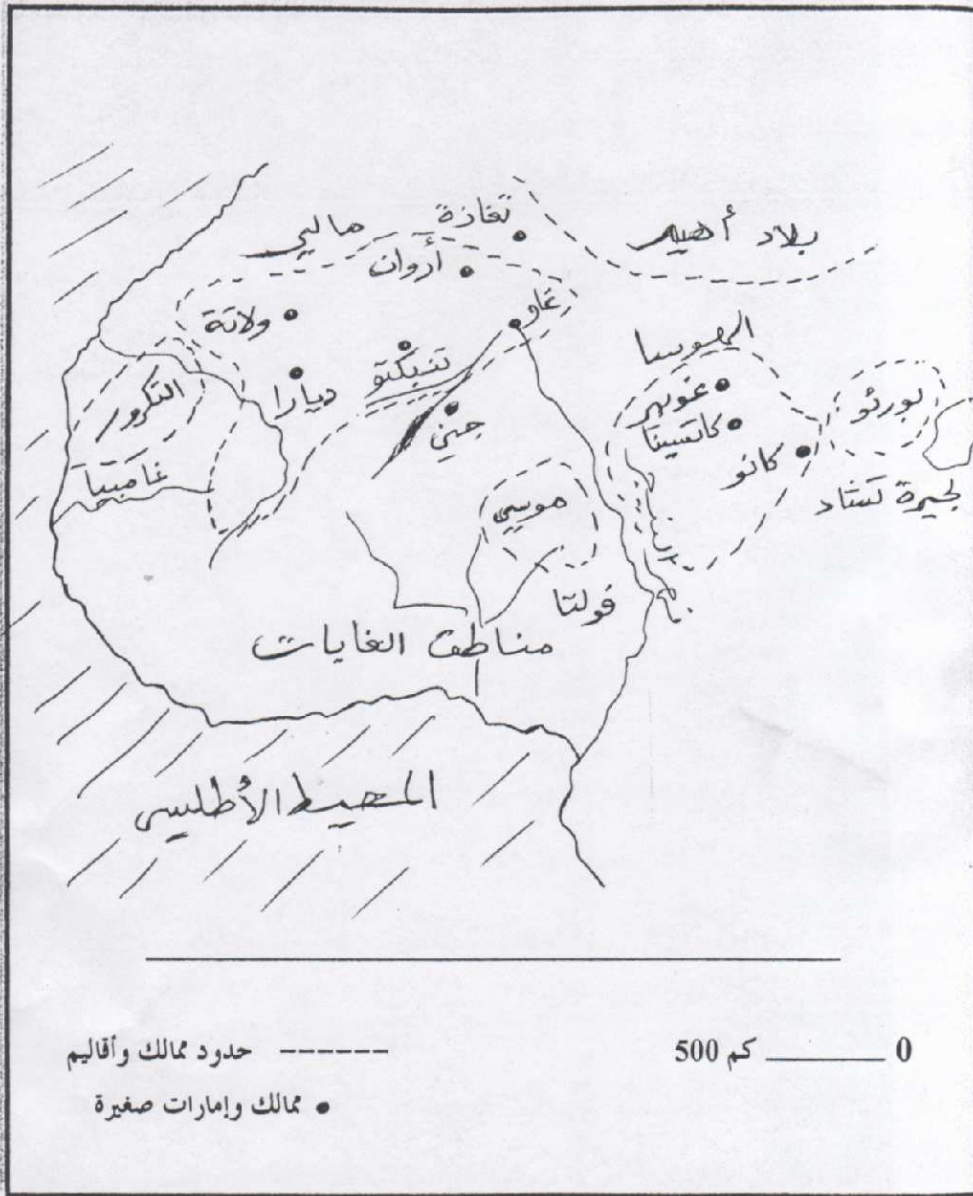 تغازة
مالي
بلاد أهير
أروان
غاو
ولاتة
الهوسا
تنبكتو
ديارا
غوبير
التكرور
بورنو
جني
كاتسينا
كانو
غامبيا
بحيرة تشاد
موسي
فولتا
مناطق الغابات
المحيط الأطلسي
0 ــــــــ 500 كم
------- حدود ممالك وأقاليم
• ممالك وإمارات صغيرة